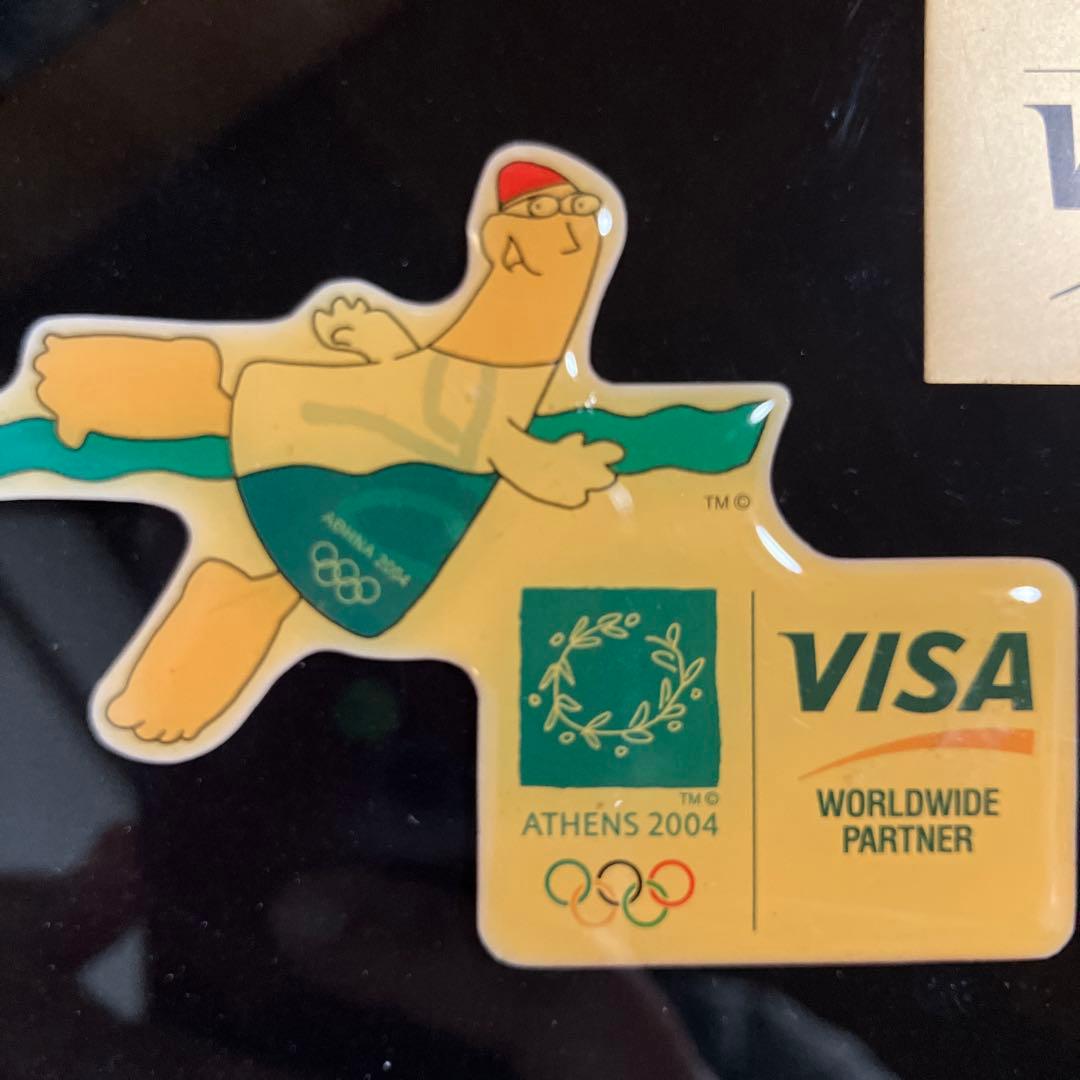 ΑΘΗΝΑ 2004
TM ©
TM ©
ATHENS 2004
VISA
WORLDWIDE
PARTNER